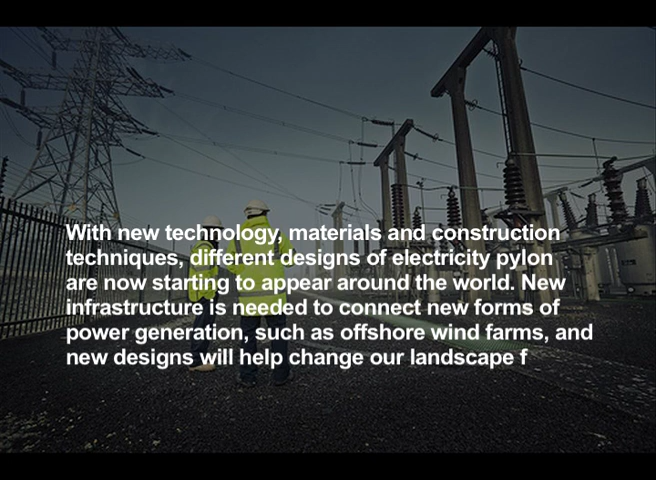 With new technology, materials and construction
techniques, different designs of electricity pylon
are now starting to appear around the world. New
infrastructure is needed to connect new forms of
power generation, such as offshore wind farms, and
new designs will help change our landscape f